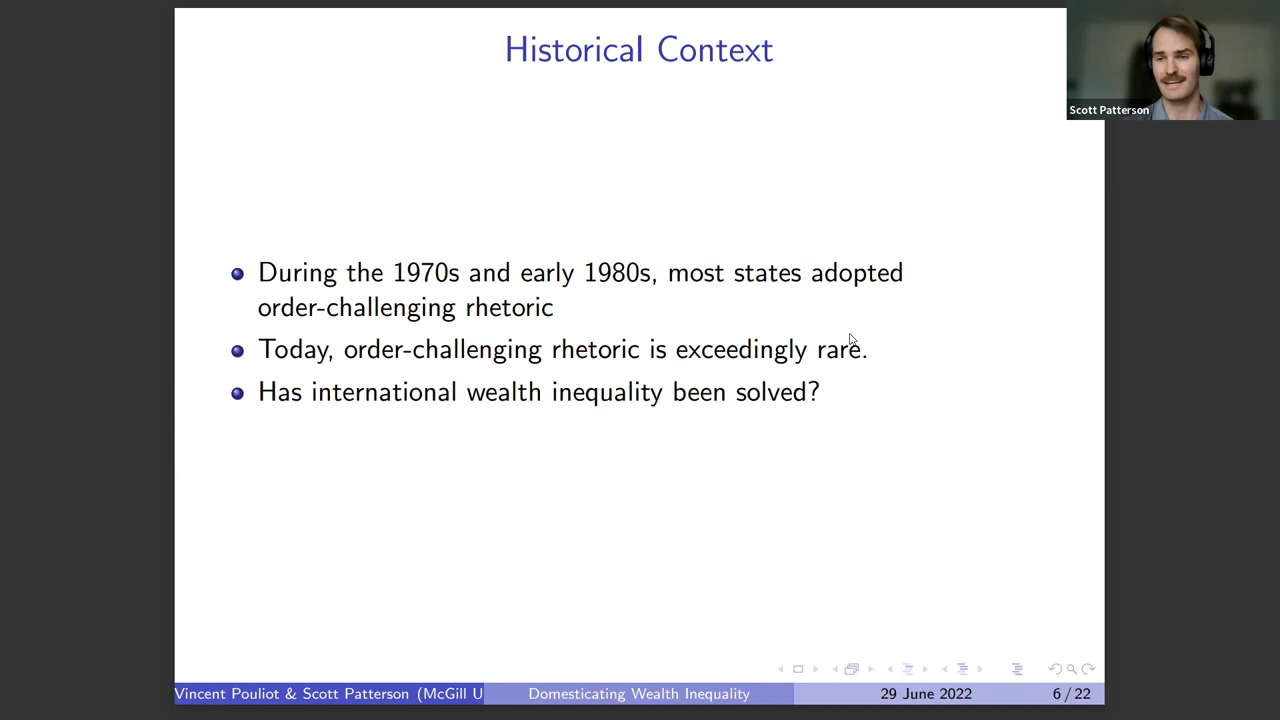 Historical Context
Scott Patterson
During the 1970s and early 1980s, most states adopted
order-challenging rhetoric
Today, order-challenging rhetoric is exceedingly rare.
Has international wealth inequality been solved?
Vincent Pouliot & Scott Patterson (McGill U
Domesticating Wealth Inequality
29 June 2022
6 / 22